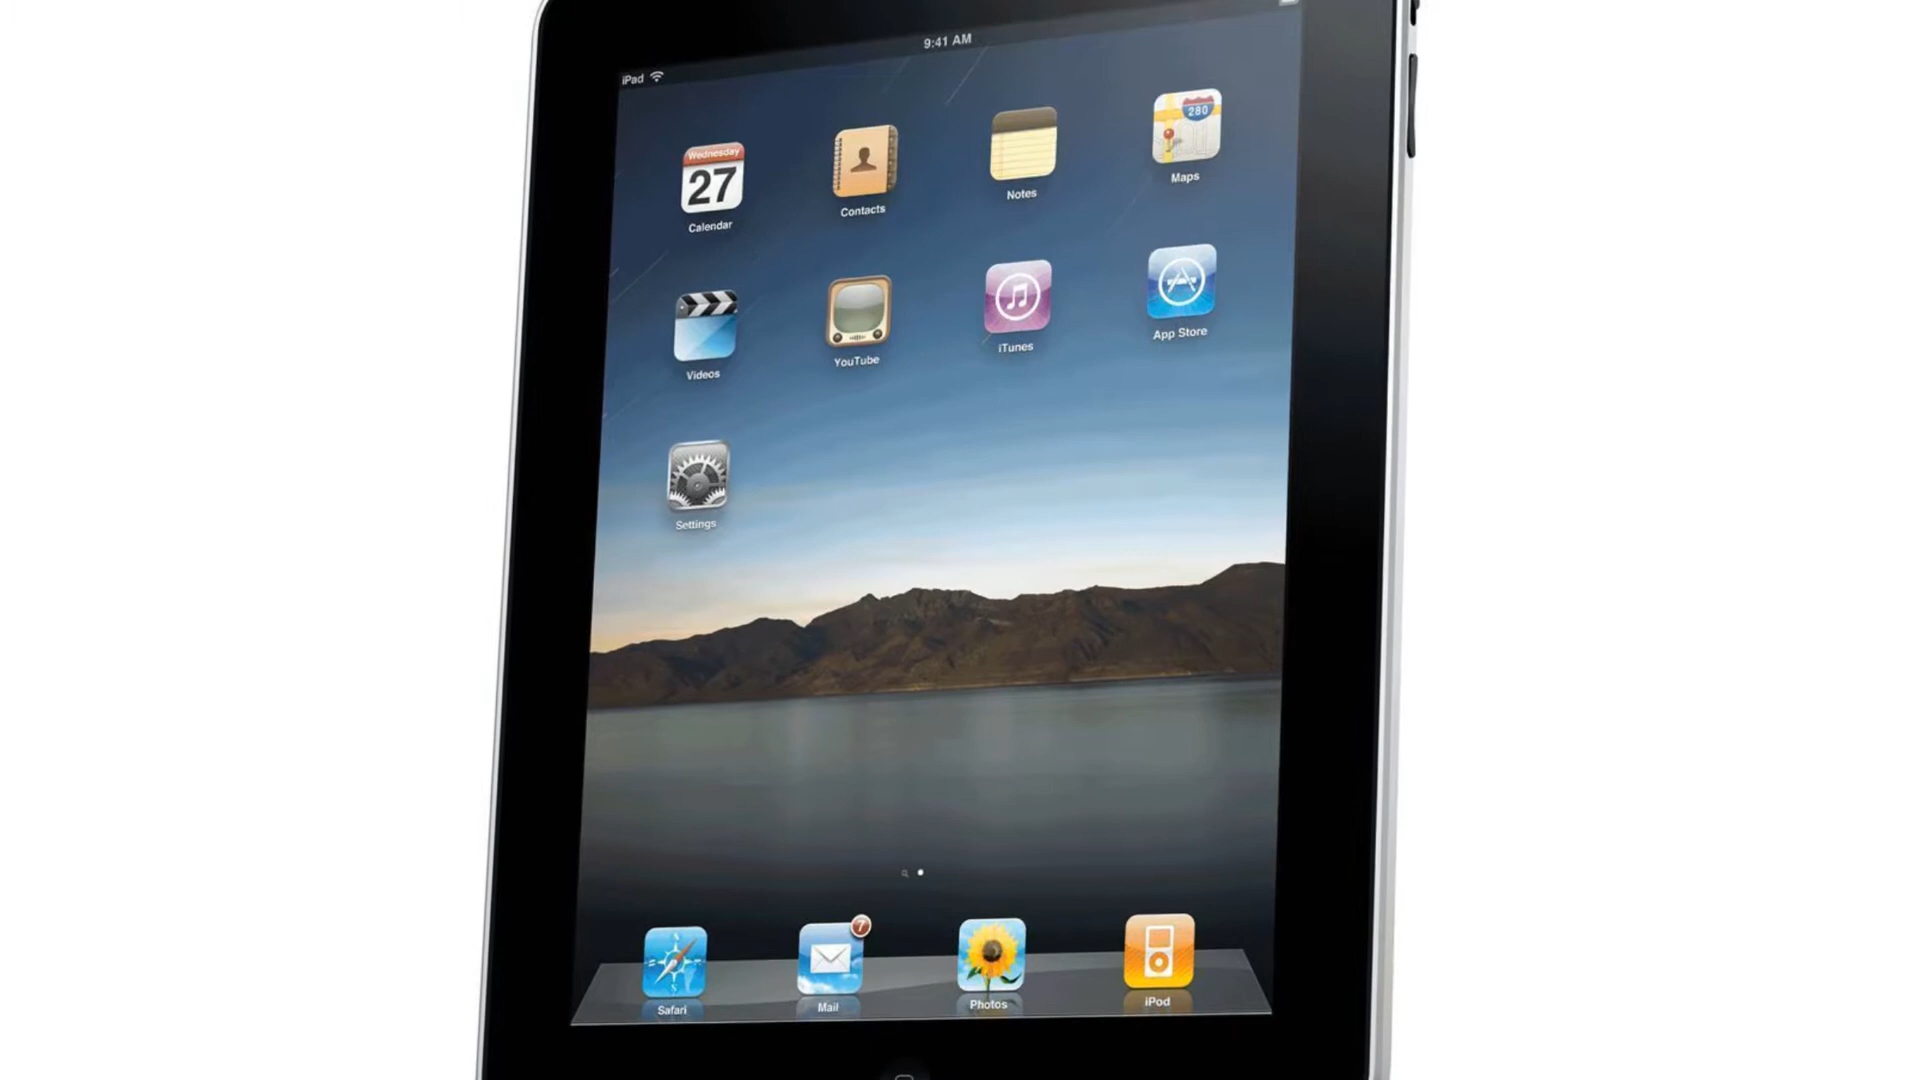 9:41 AM
iPad
Wednesday
27
Calendar
Contacts
Notes
280
Maps
Videos
YouTube
iTunes
App Store
Settings
7
Safari
Mail
Photos
iPod